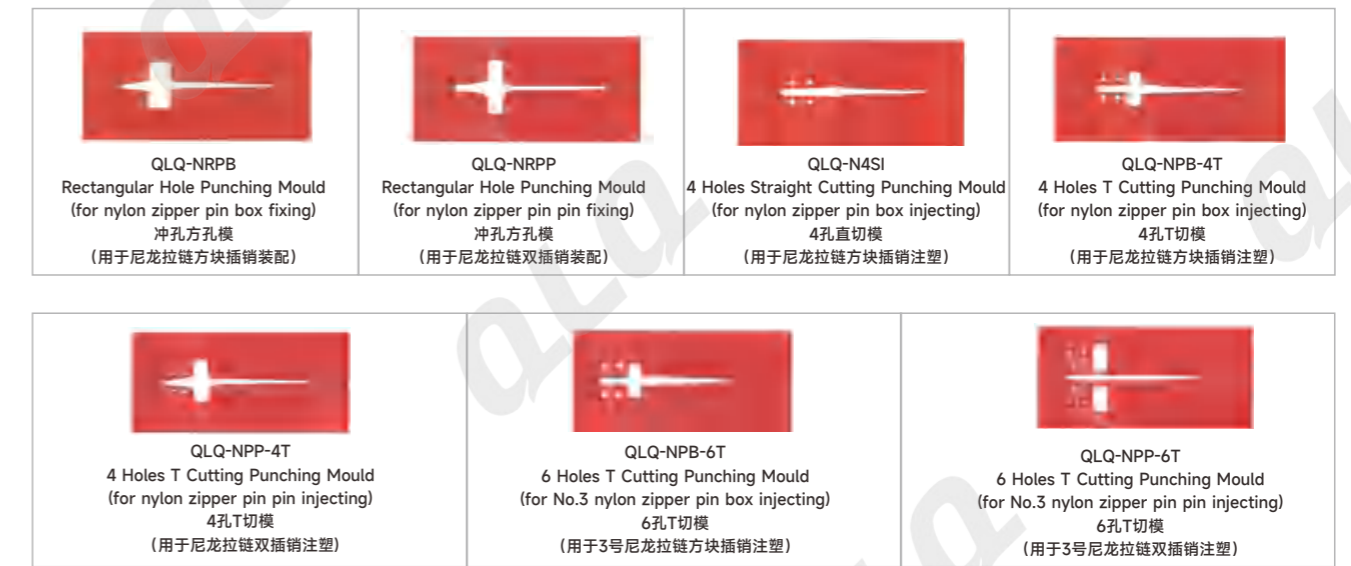 QLQ-NRPB
Rectangular Hole Punching Mould
(for nylon zipper pin box fixing)
冲孔方孔模
(用于尼龙拉链方块插销装配)
QLQ-NRPP
Rectangular Hole Punching Mould
(for nylon zipper pin pin fixing)
冲孔方孔模
(用于尼龙拉链双插销装配)
QLQ-N4SI
4 Holes Straight Cutting Punching Mould
(for nylon zipper pin box injecting)
4孔直切模
(用于尼龙拉链方块插销注塑)
QLQ-NPB-4T
4 Holes T Cutting Punching Mould
(for nylon zipper pin box injecting)
4孔T切模
(用于尼龙拉链方块插销注塑)
QLQ-NPP-4T
4 Holes T Cutting Punching Mould
(for nylon zipper pin pin injecting)
4孔T切模
(用于尼龙拉链双插销注塑)
QLQ-NPB-6T
6 Holes T Cutting Punching Mould
(for No.3 nylon zipper pin box injecting)
6孔T切模
(用于3号尼龙拉链方块插销注塑)
QLQ-NPP-6T
6 Holes T Cutting Punching Mould
(for No.3 nylon zipper pin pin injecting)
6孔T切模
(用于3号尼龙拉链双插销注塑)
QLQ
QLQ
QLQ